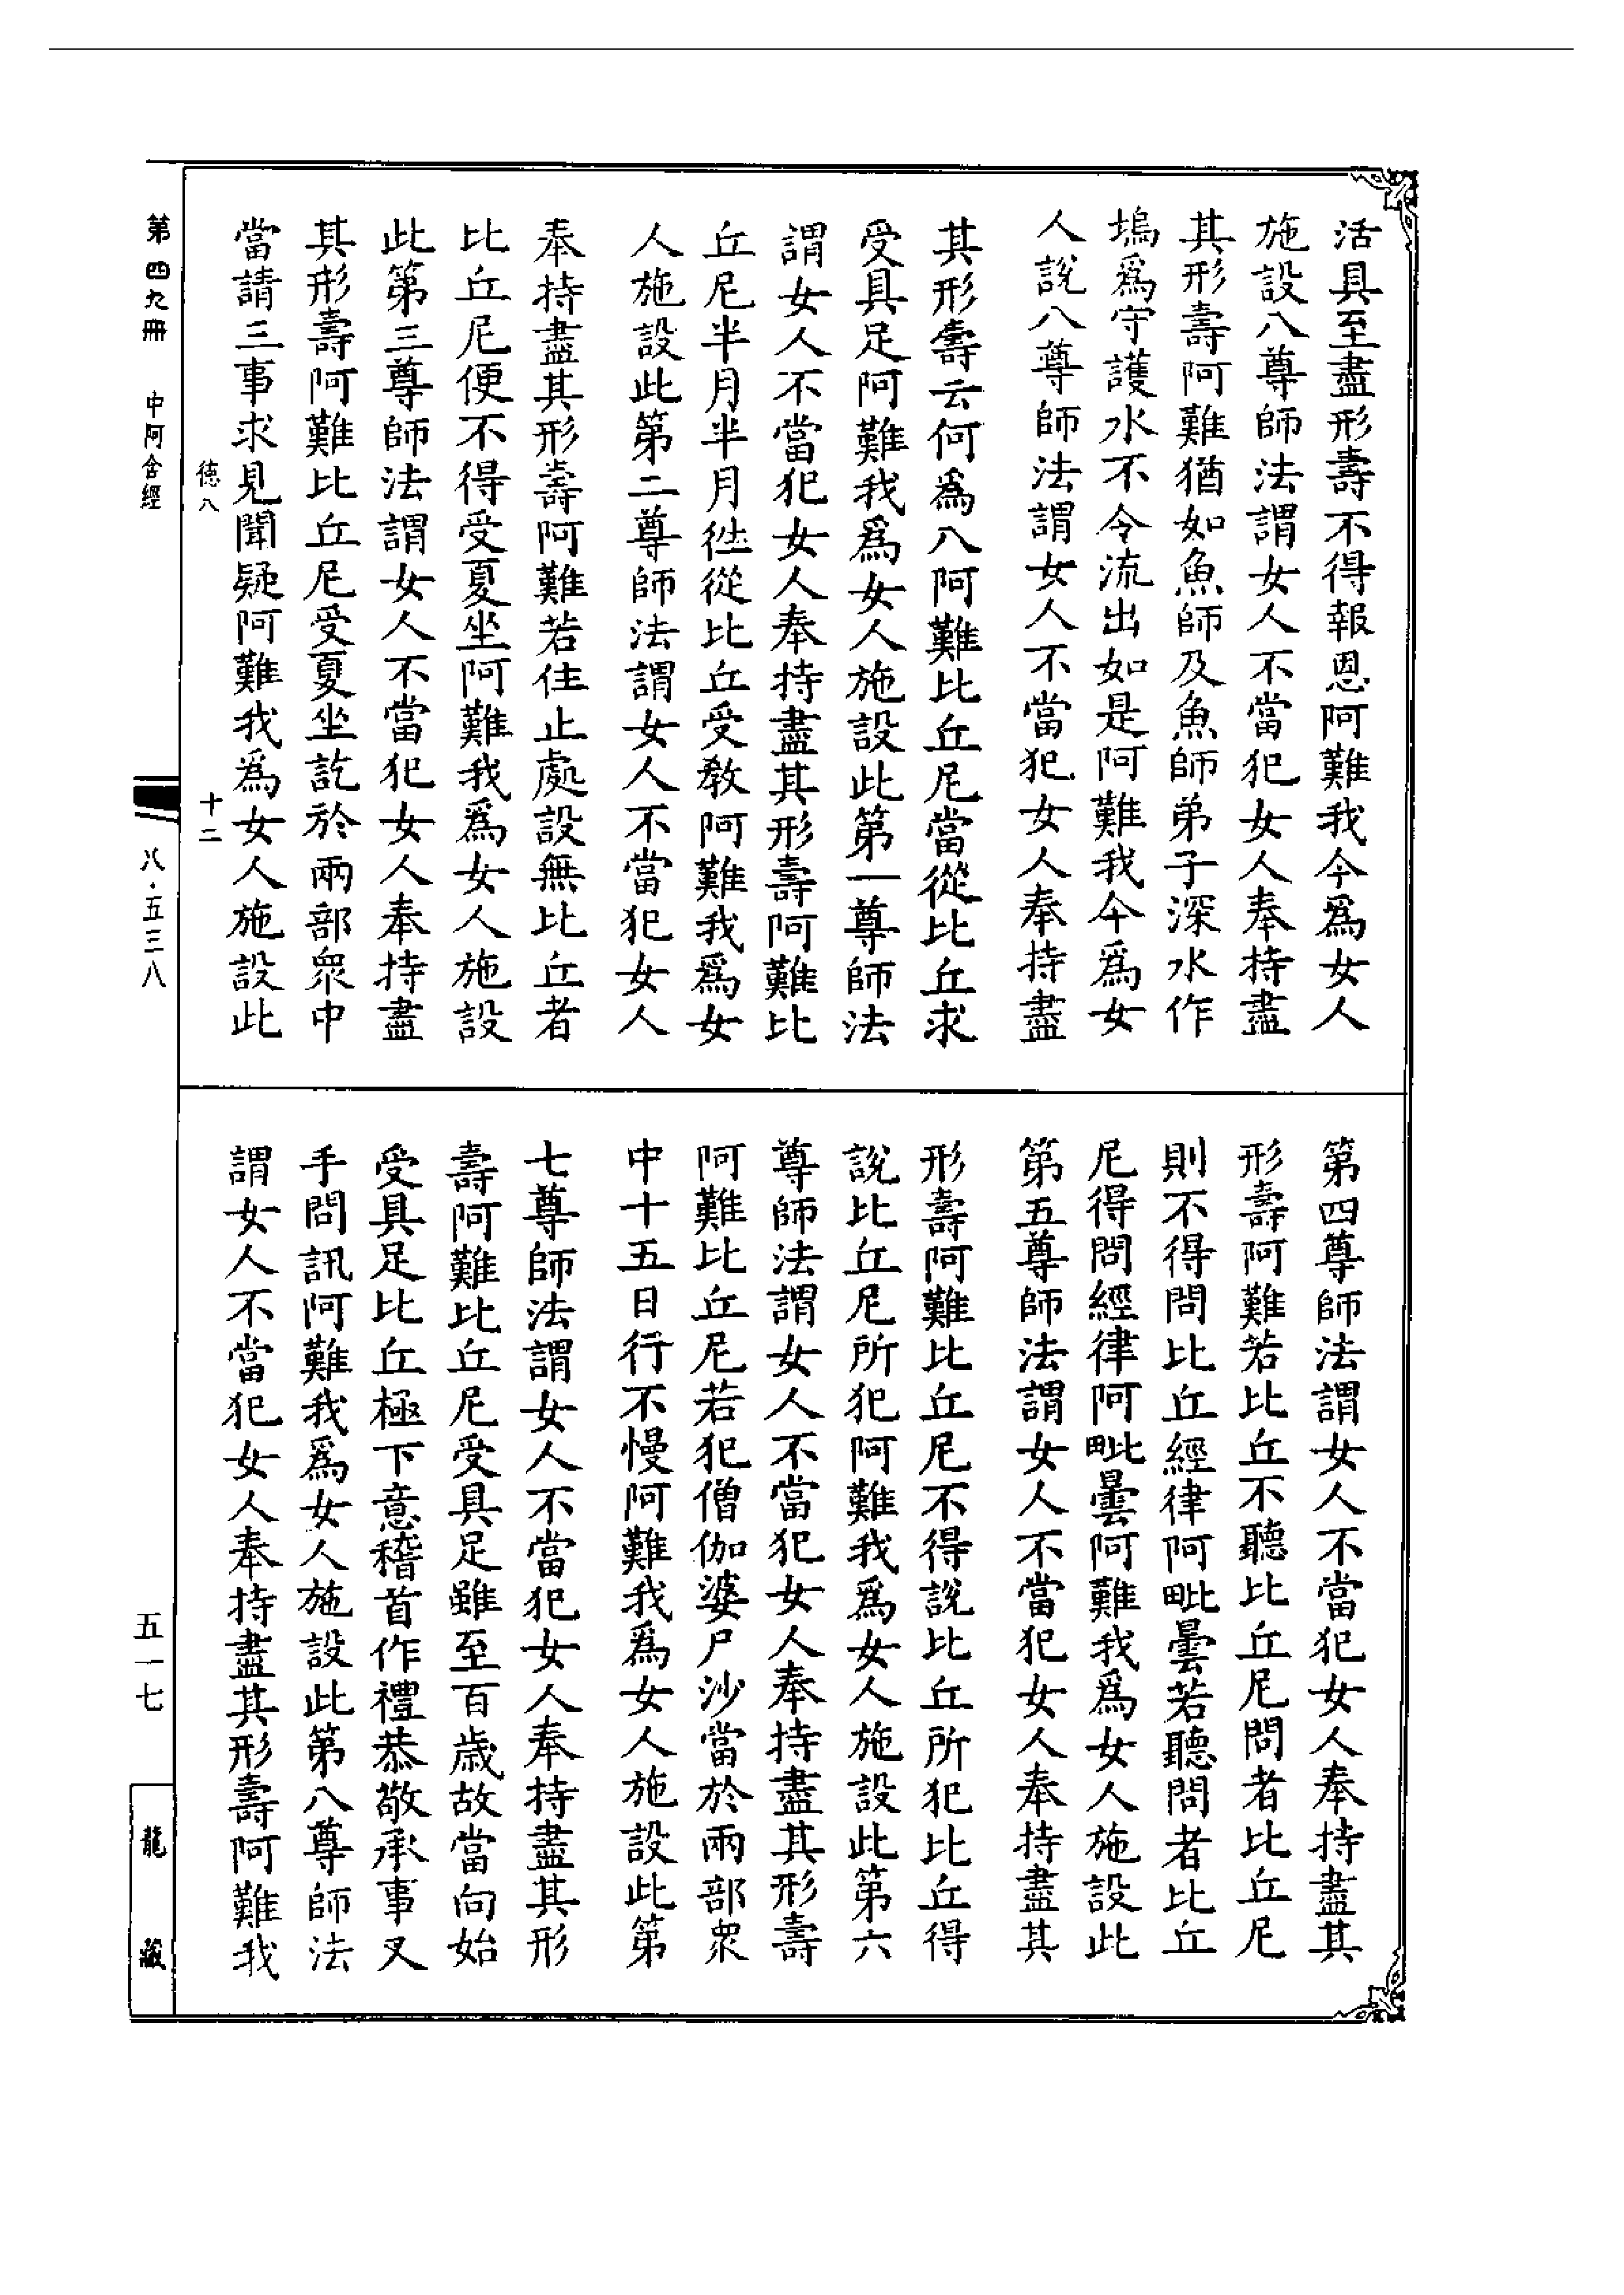 活具至盡形壽不得報恩阿難我今爲女人
施設八尊師法謂女人不當犯女人奉持盡
其形壽阿難猶如魚師及魚師弟子深水作
塢爲守護水不令流出如是阿難我今爲女
人說八尊師法謂女人不當犯女人奉持盡
其形壽云何爲八阿難比丘尼當從比丘求
受具足阿難我爲女人施設此第一尊師法
謂女人不當犯女人奉持盡其形壽阿難比
丘尼半月半月徃從比丘受教阿難我爲女
人施設此第二尊師法謂女人不當犯女人
奉持盡其形壽阿難若住止處設無比丘者
比丘尼便不得受夏坐阿難我爲女人施設
此第三尊師法謂女人不當犯女人奉持盡
其形壽阿難比丘尼受夏坐訖於兩部衆中
當請三事求見聞疑阿難我爲女人施設此
德八
十二
第四九冊
中阿含經
八·五三八
第四尊師法謂女人不當犯女人奉持盡其
形壽阿難若比丘不聽比丘尼問者比丘尼
則不得問比丘經律阿毗曇若聽問者比丘
尼得問經律阿毗曇阿難我爲女人施設此
第五尊師法謂女人不當犯女人奉持盡其
形壽阿難比丘尼不得說比丘所犯比丘得
說比丘尼所犯阿難我爲女人施設此第六
尊師法謂女人不當犯女人奉持盡其形壽
阿難比丘尼若犯僧伽婆尸沙當於兩部衆
中十五日行不慢阿難我爲女人施設此第
七尊師法謂女人不當犯女人奉持盡其形
壽阿難比丘尼受具足雖至百歲故當向始
受具足比丘極下意稽首作禮恭敬承事叉
手問訊阿難我爲女人施設此第八尊師法
謂女人不當犯女人奉持盡其形壽阿難我
五一七
龍藏